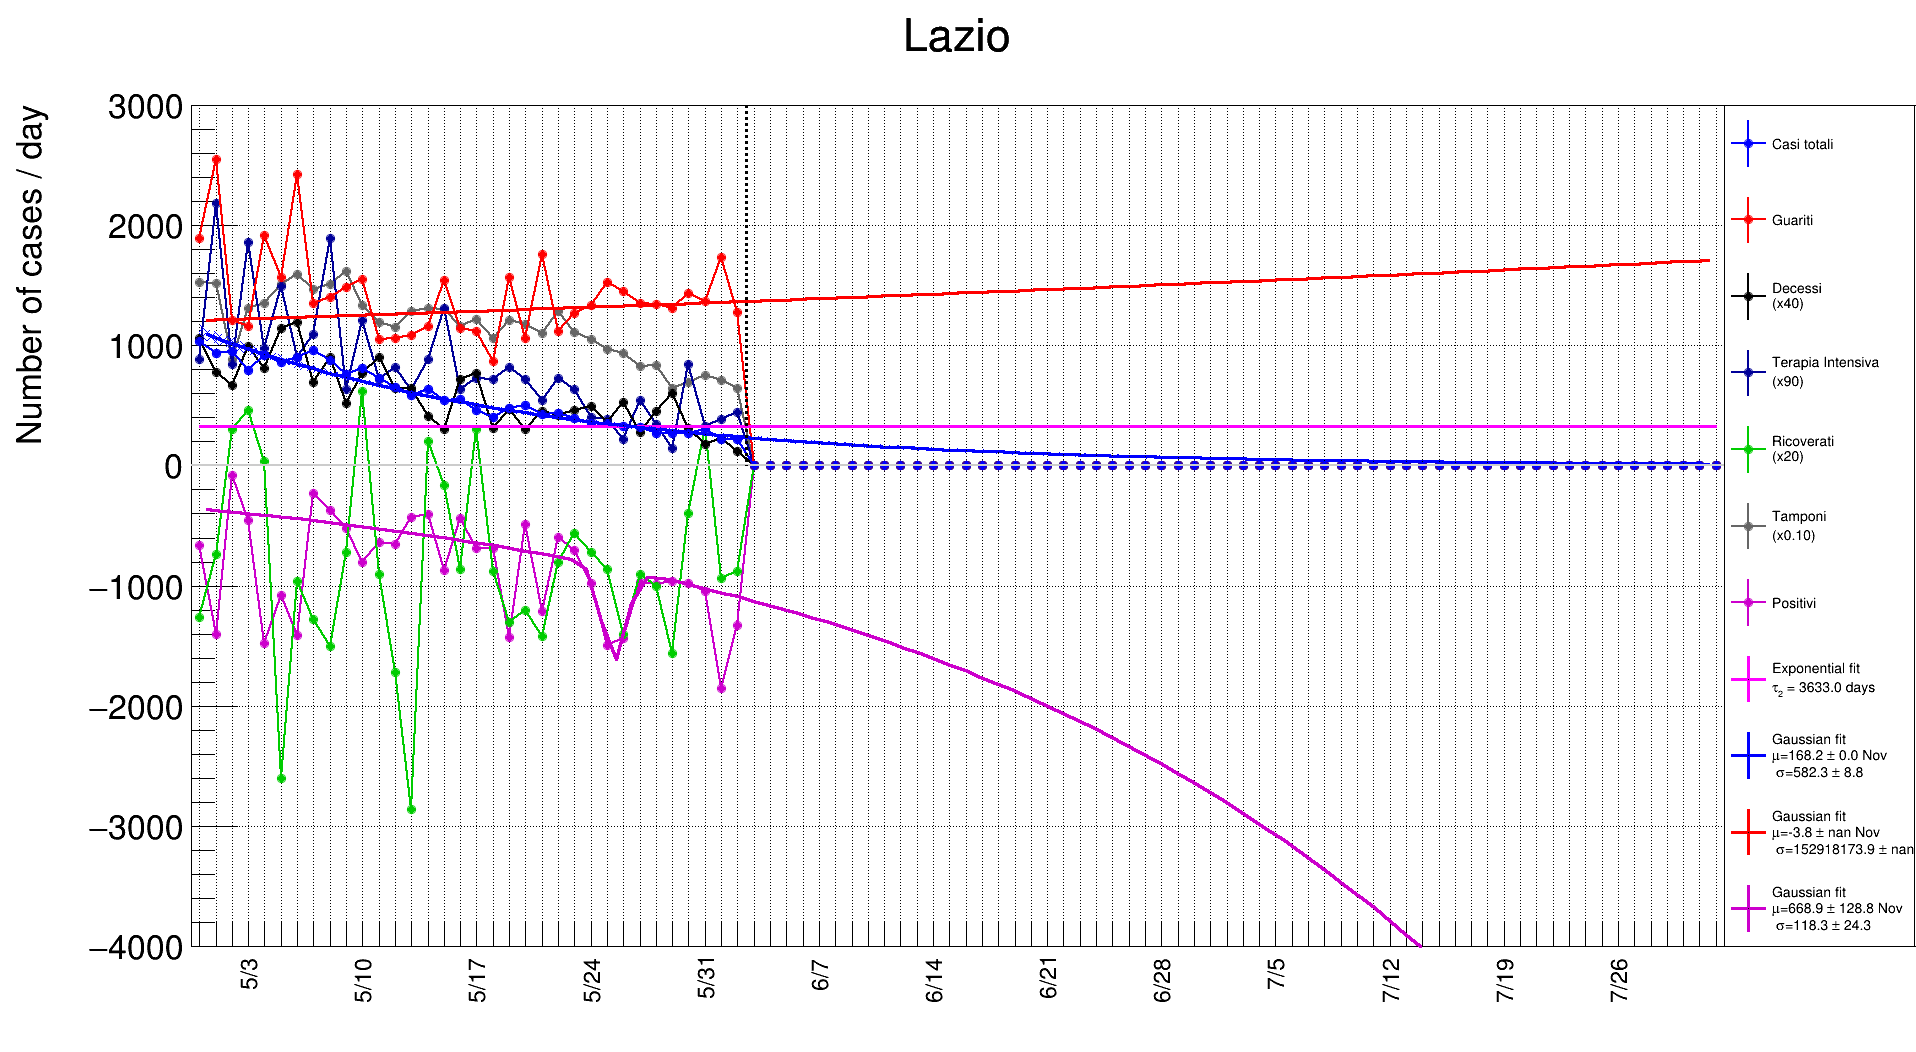 Lazio
Number of cases / day
3000
2000
1000
0
−1000
−2000
−3000
−4000
5/3
5/10
5/17
5/24
5/31
6/7
6/14
6/21
6/28
7/5
7/12
7/19
7/26
Casi totali
Guariti
Decessi
(x40)
Terapia Intensiva
(x90)
Ricoverati
(x20)
Tamponi
(x0.10)
Positivi
Exponential fit
τ2 = 3633.0 days
Gaussian fit
μ=168.2 ± 0.0 Nov
σ=582.3 ± 8.8
Gaussian fit
μ=-3.8 ± nan Nov
σ=152918173.9 ± nan
Gaussian fit
μ=668.9 ± 128.8 Nov
σ=118.3 ± 24.3